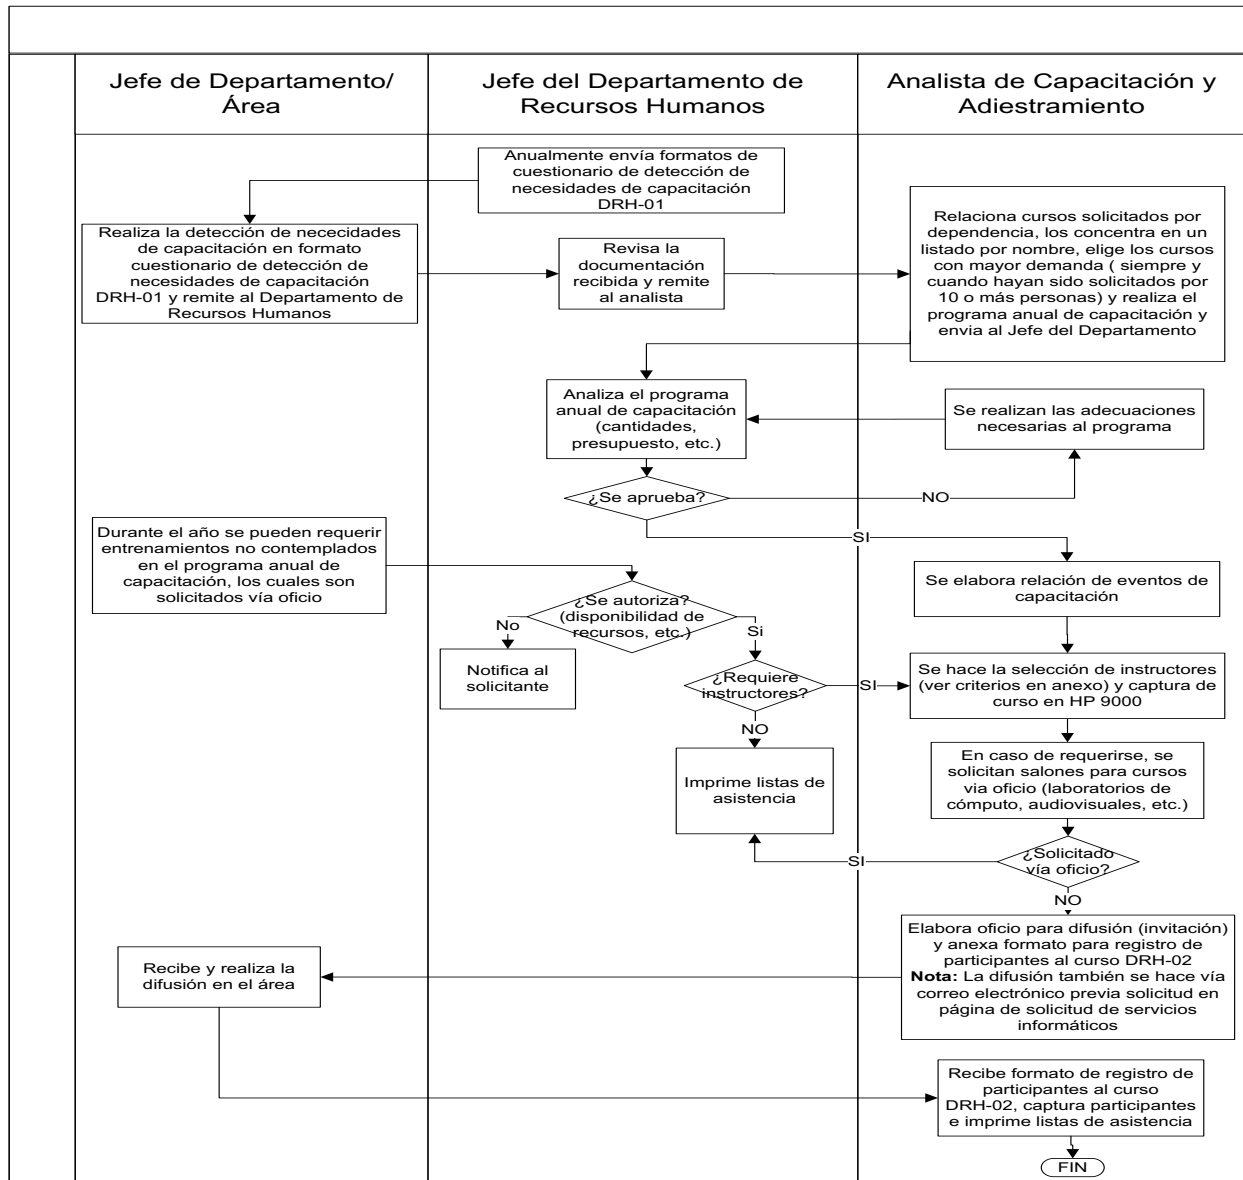 Jefe de Departamento/
Área
Jefe del Departamento de
Recursos Humanos
Analista de Capacitación y
Adiestramiento
Anualmente envía formatos de
cuestionario de detección de
necesidades de capacitación
DRH-01
Realiza la detección de nececidades
de capacitación en formato
cuestionario de detección de
necesidades de capacitación
DRH-01 y remite al Departamento de
Recursos Humanos
Revisa la
documentación
recibida y remite
al analista
Relaciona cursos solicitados por
dependencia, los concentra en un
listado por nombre, elige los cursos
con mayor demanda ( siempre y
cuando hayan sido solicitados por
10 o más personas) y realiza el
programa anual de capacitación y
envia al Jefe del Departamento
Analiza el programa
anual de capacitación
(cantidades,
presupuesto, etc.)
Se realizan las adecuaciones
necesarias al programa
¿Se aprueba?
NO
SI
Durante el año se pueden requerir
entrenamientos no contemplados
en el programa anual de
capacitación, los cuales son
solicitados vía oficio
Se elabora relación de eventos de
capacitación
¿Se autoriza?
(disponibilidad de
recursos, etc.)
No
Si
Notifica al
solicitante
¿Requiere
instructores?
SI
NO
Se hace la selección de instructores
(ver criterios en anexo) y captura de
curso en HP 9000
Imprime listas de
asistencia
En caso de requerirse, se
solicitan salones para cursos
via oficio (laboratorios de
cómputo, audiovisuales, etc.)
¿Solicitado
vía oficio?
SI
NO
Elabora oficio para difusión (invitación)
y anexa formato para registro de
participantes al curso DRH-02
Nota: La difusión también se hace vía
correo electrónico previa solicitud en
página de solicitud de servicios
informáticos
Recibe y realiza la
difusión en el área
Recibe formato de registro de
participantes al curso
DRH-02, captura participantes
e imprime listas de asistencia
FIN